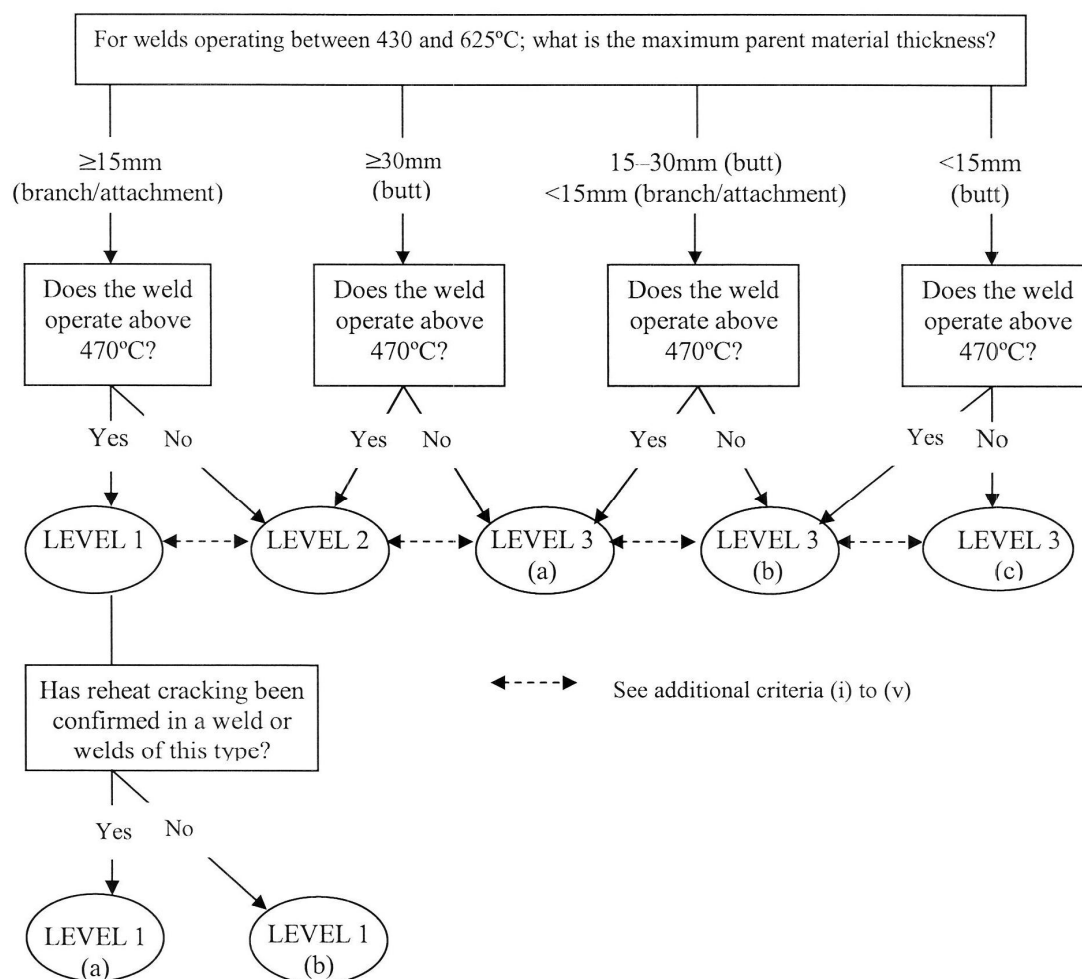 For welds operating between 430 and 625ºC; what is the maximum parent material thickness?
≥15mm
(branch/attachment)
≥30mm
(butt)
15–30mm (butt)
<15mm (branch/attachment)
<15mm
(butt)
Does the weld
operate above
470ºC?
Does the weld
operate above
470ºC?
Does the weld
operate above
470ºC?
Does the weld
operate above
470ºC?
Yes
No
Yes
No
Yes
No
Yes
No
LEVEL 1
LEVEL 2
LEVEL 3
(a)
LEVEL 3
(b)
LEVEL 3
(c)
Has reheat cracking been
confirmed in a weld or
welds of this type?
See additional criteria (i) to (v)
Yes
No
LEVEL 1
(a)
LEVEL 1
(b)